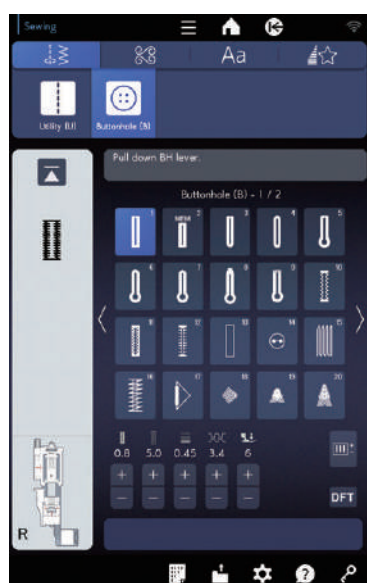 Sewing
Aa
Utility (U)
Buttonhole (B)
Pull down BH lever.
Buttonhole (B) - 1 / 2
1 2 3 4 5
6 7 8 9 10
11 12 13 14 15
16 17 18 19 20
0.8 5.0 0.45 3.4 6
+ + + + +
− − − − −
DFT
R
?